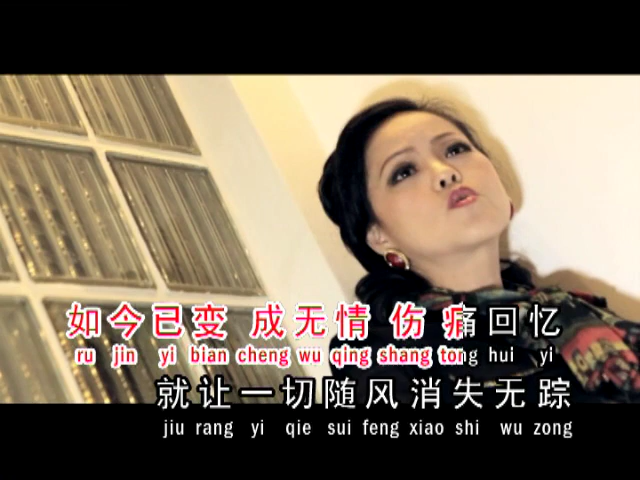 如今已变 成无情 伤 痛回忆
ru jin yi bian cheng wu qing shang tong hui yi
就让一切随风消失无踪
jiu rang yi qie sui feng xiao shi wu zong